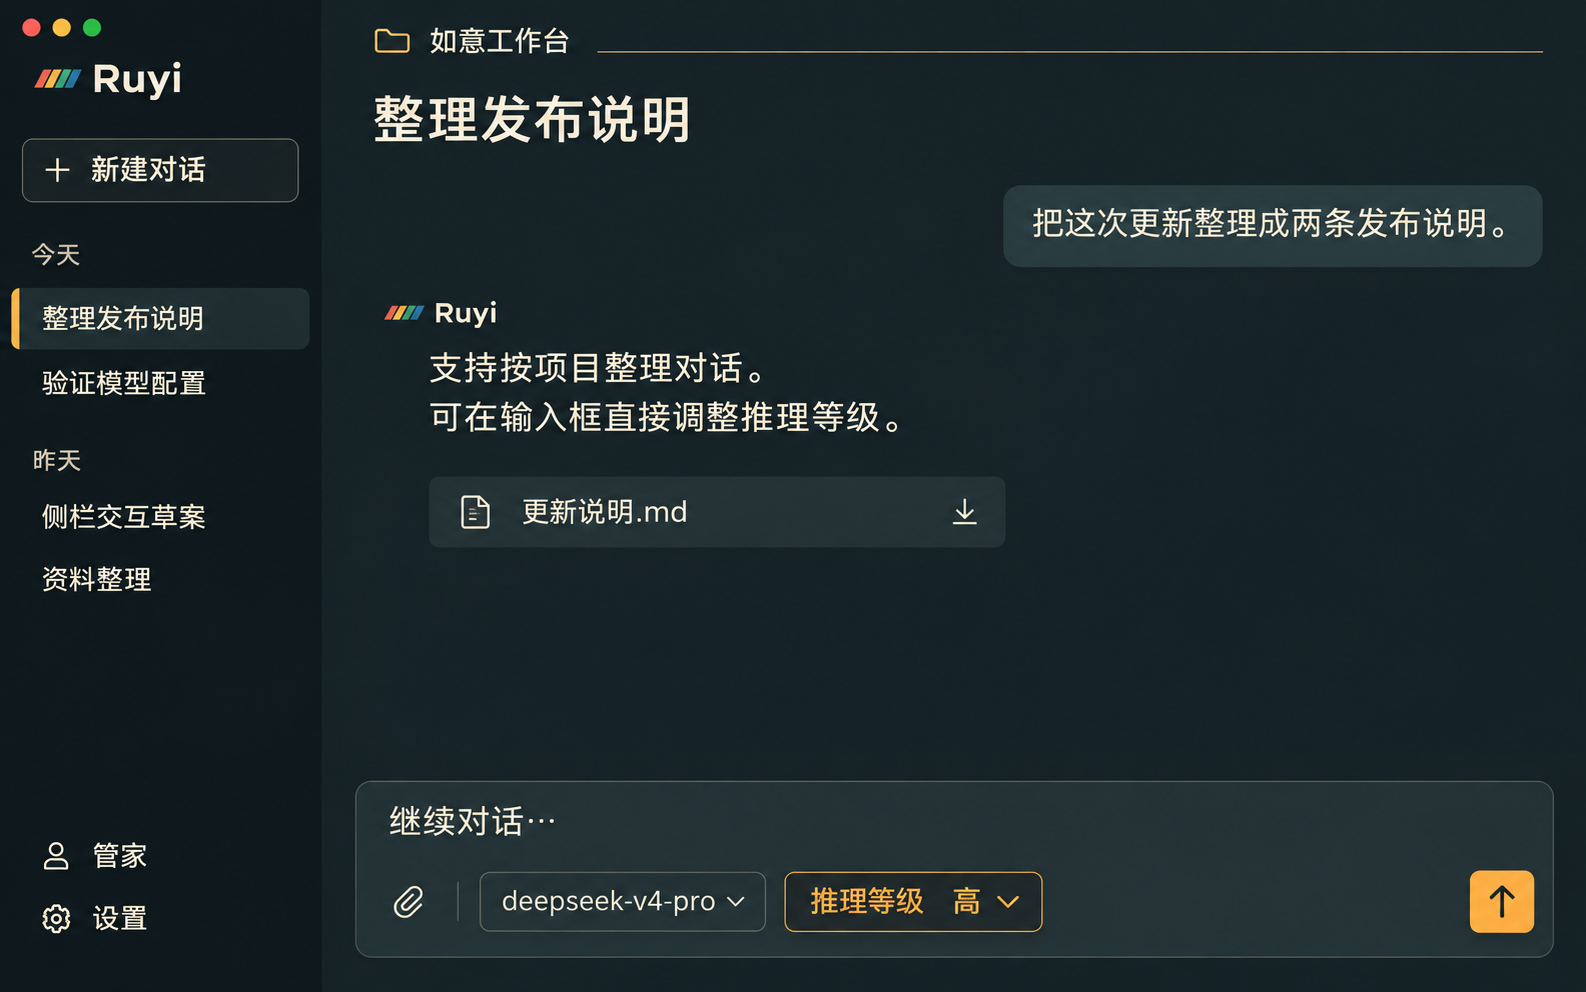 Ruyi
新建对话
今天
整理发布说明
验证模型配置
昨天
侧栏交互草案
资料整理
管家
设置
如意工作台
整理发布说明
把这次更新整理成两条发布说明。
Ruyi
支持按项目整理对话。
可在输入框直接调整推理等级。
更新说明.md
继续对话…
deepseek-v4-pro
推理等级 高